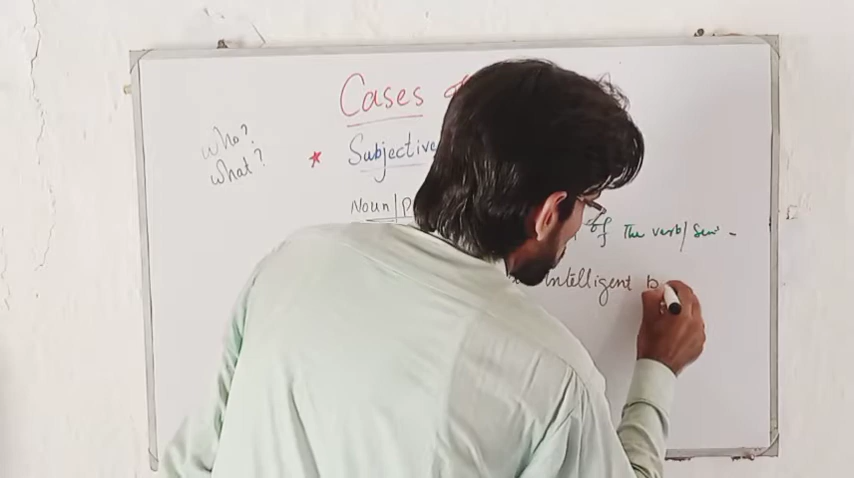 Cases
who?
what?
* Subjective
Noun/P
of The verb/Sen -
Intelligent b